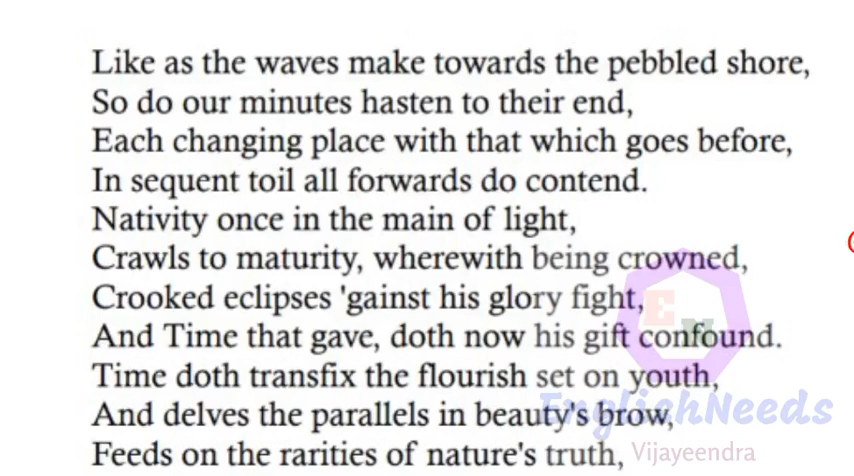 Like as the waves make towards the pebbled shore,
So do our minutes hasten to their end,
Each changing place with that which goes before,
In sequent toil all forwards do contend.
Nativity once in the main of light,
Crawls to maturity, wherewith being crowned,
Crooked eclipses 'gainst his glory fight,
And Time that gave, doth now his gift confound.
Time doth transfix the flourish set on youth,
And delves the parallels in beauty's brow,
Feeds on the rarities of nature's truth,
EN
EnglishNeeds
Vijayeendra